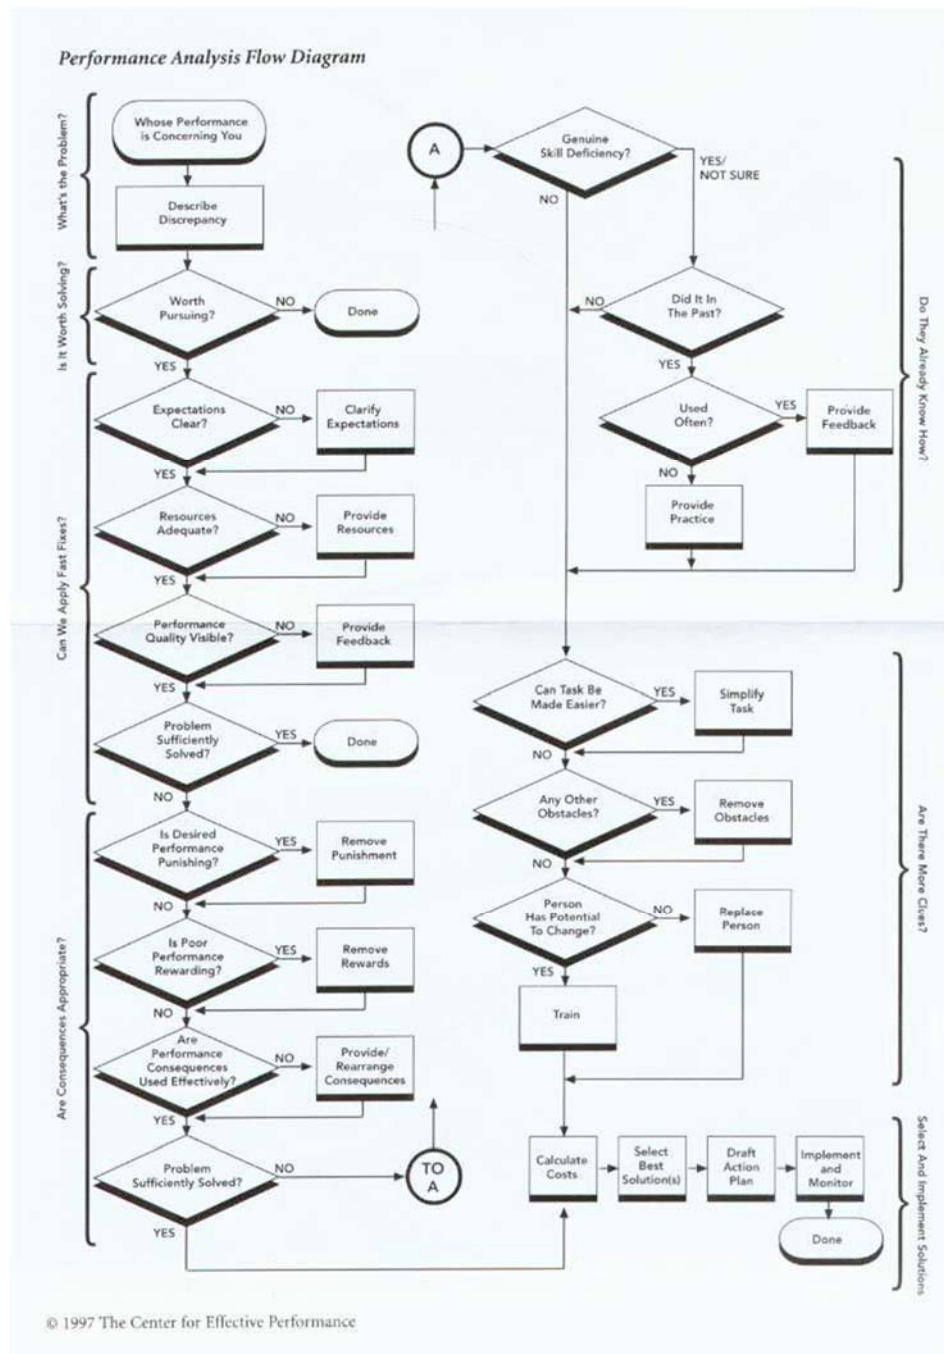 Performance Analysis Flow Diagram
What's the Problem?
Whose Performance
is Concerning You
Describe
Discrepancy
Is It Worth Solving?
Worth
Pursuing?
NO
Done
YES
Can We Apply Fast Fixes?
Expectations
Clear?
NO
Clarify
Expectations
YES
Resources
Adequate?
NO
Provide
Resources
YES
Performance
Quality Visible?
NO
Provide
Feedback
YES
Problem
Sufficiently
Solved?
YES
Done
NO
Are Consequences Appropriate?
Is Desired
Performance
Punishing?
YES
Remove
Punishment
NO
Is Poor
Performance
Rewarding?
YES
Remove
Rewards
NO
Are
Performance
Consequences
Used Effectively?
NO
Provide/
Rearrange
Consequences
YES
Problem
Sufficiently Solved?
NO
TO
A
YES
A
Genuine
Skill Deficiency?
YES/
NOT SURE
NO
Do They Already Know How?
Did It In
The Past?
NO
YES
Used
Often?
YES
Provide
Feedback
NO
Provide
Practice
Are There More Clues?
Can Task Be
Made Easier?
YES
Simplify
Task
NO
Any Other
Obstacles?
YES
Remove
Obstacles
NO
Person
Has Potential
To Change?
NO
Replace
Person
YES
Train
Select And Implement Solutions
Calculate
Costs
Select
Best
Solution(s)
Draft
Action
Plan
Implement
and
Monitor
Done
© 1997 The Center for Effective Performance